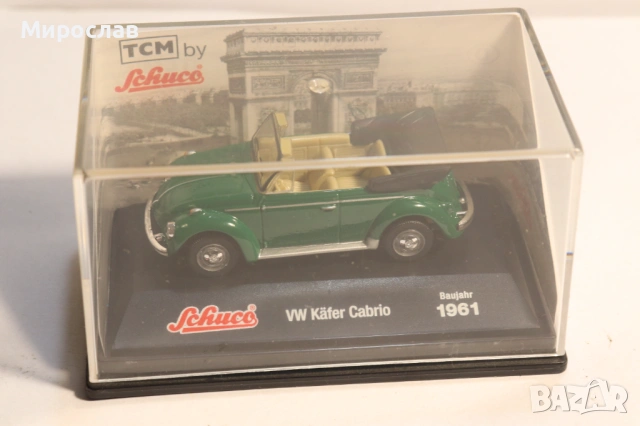 Мирослав
TCM by
Schuco
Schuco
VW Käfer Cabrio
Baujahr
1961
BAZAR